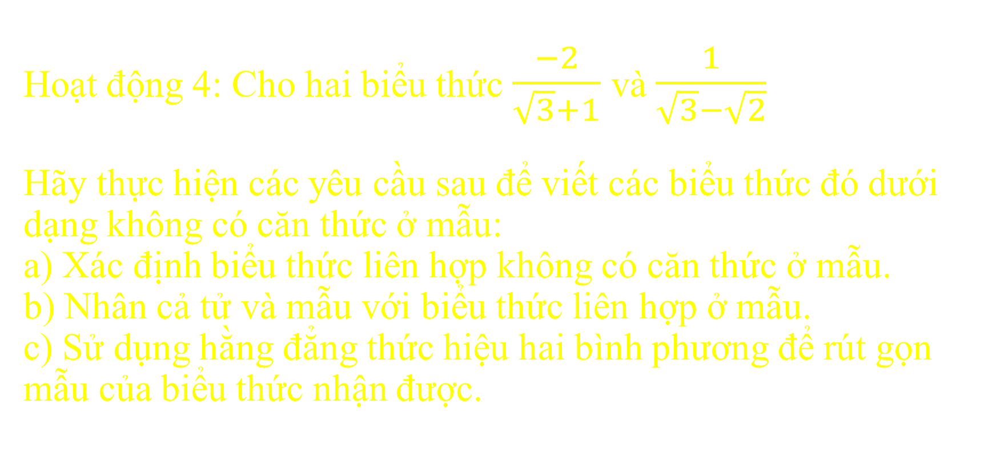 Hoạt động 4: Cho hai biểu thức $\frac{-2}{\sqrt{3}+1}$ và $\frac{1}{\sqrt{3}-\sqrt{2}}$
Hãy thực hiện các yêu cầu sau để viết các biểu thức đó dưới
dạng không có căn thức ở mẫu:
a) Xác định biểu thức liên hợp không có căn thức ở mẫu.
b) Nhân cả tử và mẫu với biểu thức liên hợp ở mẫu.
c) Sử dụng hằng đẳng thức hiệu hai bình phương để rút gọn
mẫu của biểu thức nhận được.